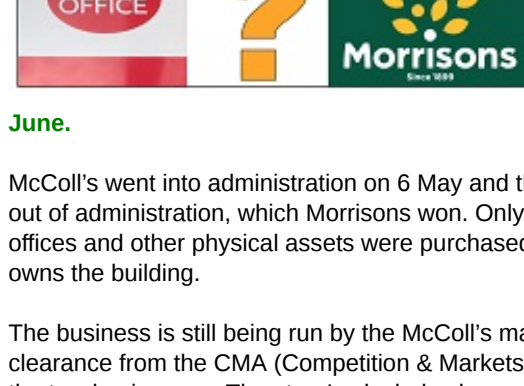 OFFICE
?
Morrisons
Since 1899
June.
McColl's went into administration on 6 May and
out of administration, which Morrisons won. Only
offices and other physical assets were purchased
owns the building.
The business is still being run by the McColl's
clearance from the CMA (Competition & Markets